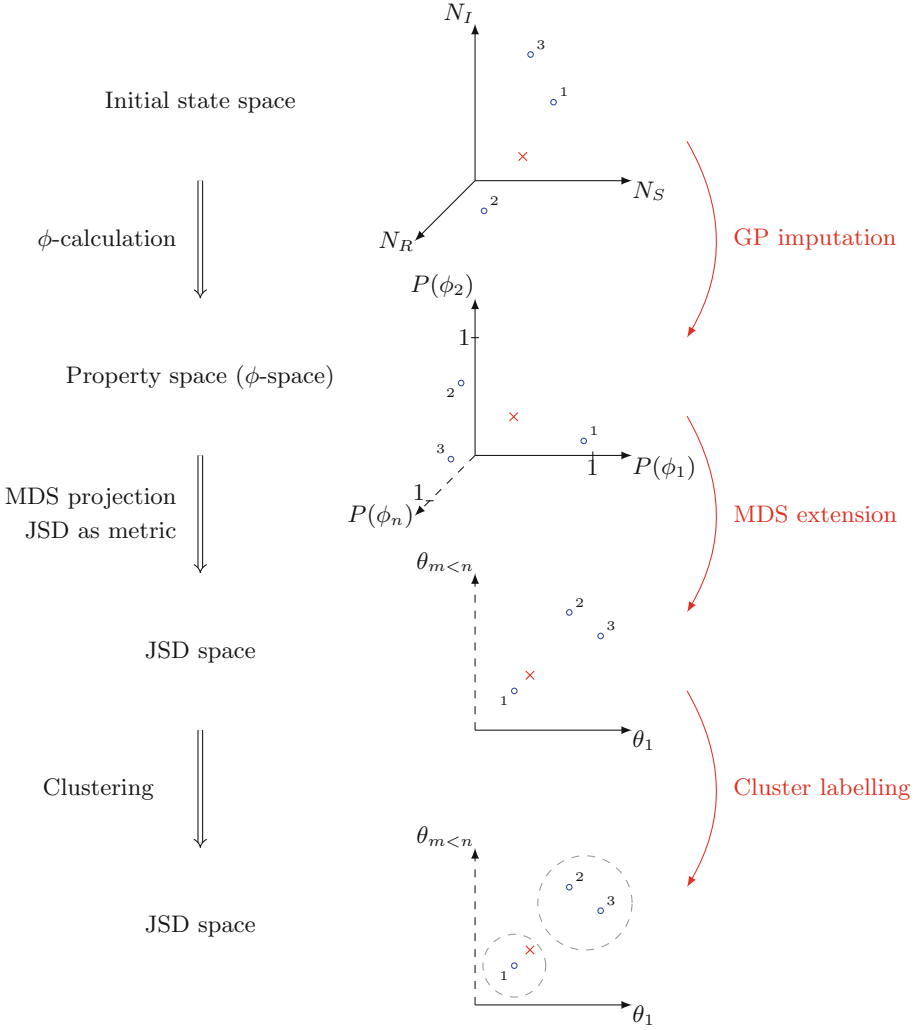 N_I
3
1
Initial state space
N_S
2
ϕ-calculation
N_R
GP imputation
P(ϕ_2)
1
2
Property space (ϕ-space)
1
3
P(ϕ_1)
1
1
MDS projection
JSD as metric
P(ϕ_n)
MDS extension
θ_{m<n}
2
3
JSD space
1
θ_1
Clustering
Cluster labelling
θ_{m<n}
2
3
JSD space
1
θ_1